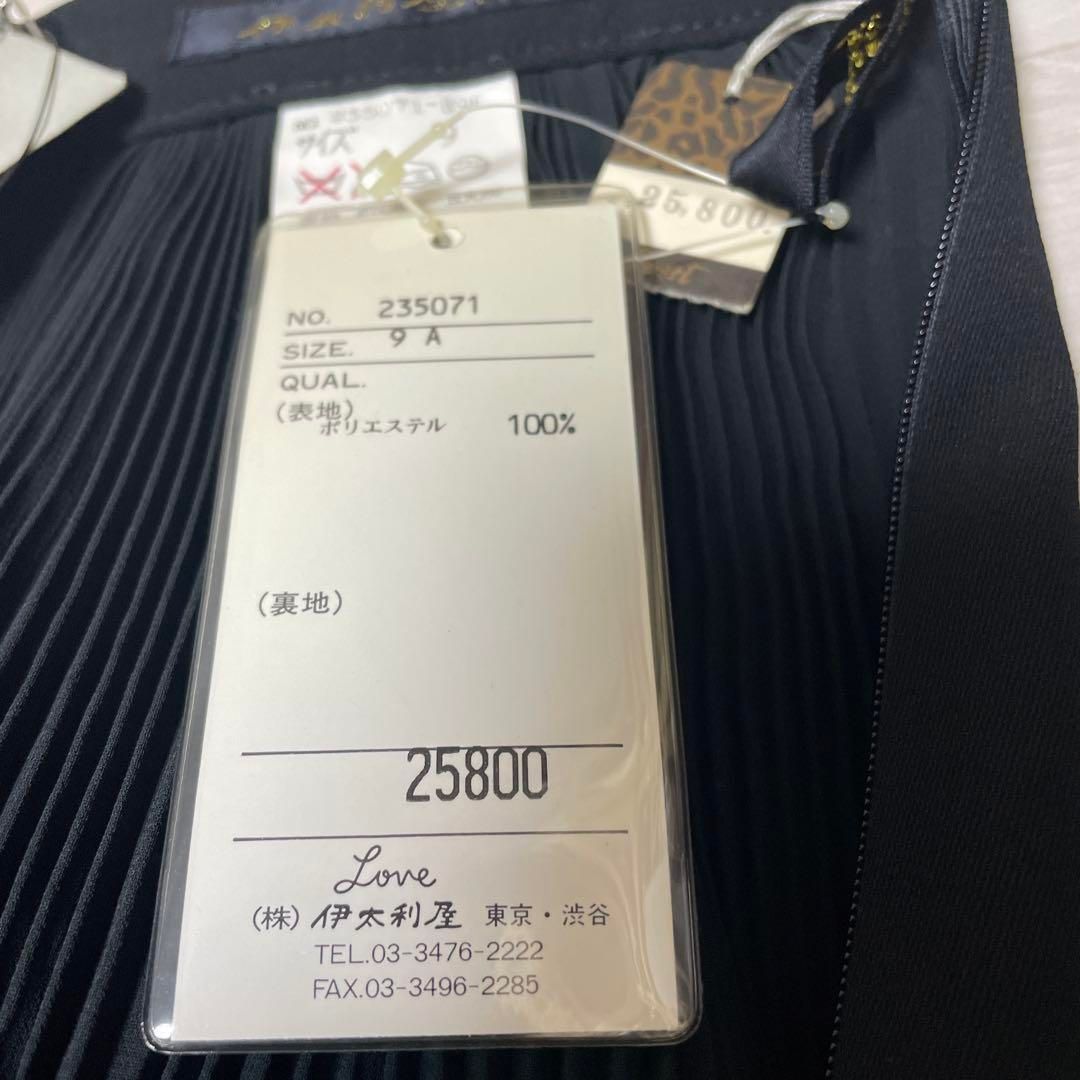 サイズ
25,800.
NO. 235071
SIZE. 9 A
QUAL.
(表地)
ポリエステル 100%
(裏地)
25800
Love
(株) 伊太利屋 東京・渋谷
TEL.03-3476-2222
FAX.03-3496-2285